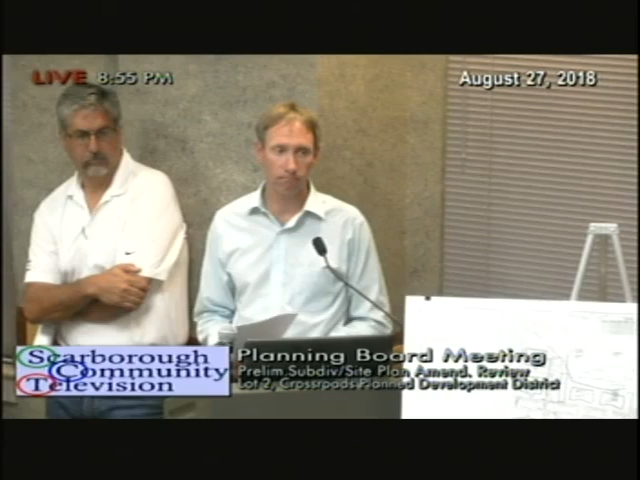 LIVE 8:55 PM
August 27, 2018
Scarborough
Community
Television
Planning Board Meeting
Prelim.Subdiv/Site Plan Amend. Review
Lot 2, Crossroads Planned Development District